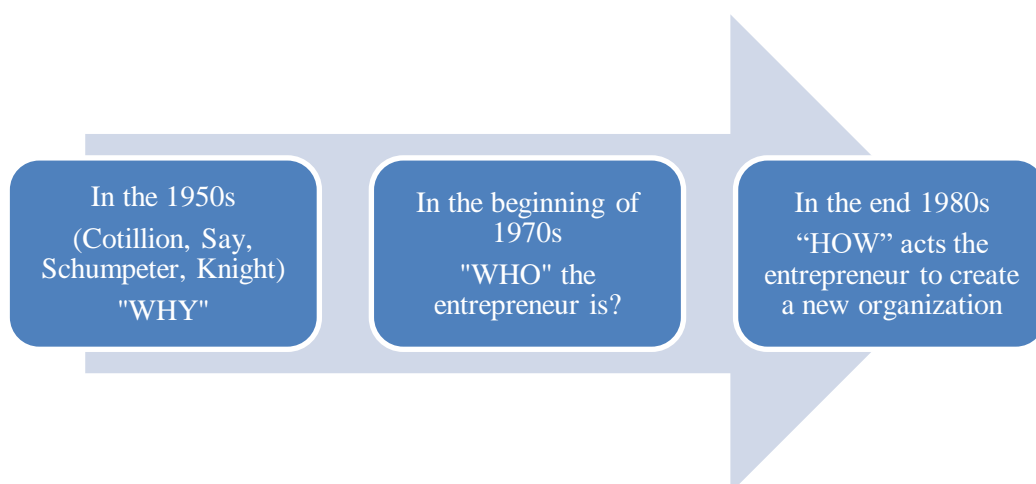 In the 1950s
(Cotillion, Say,
Schumpeter, Knight)
"WHY"
In the beginning of
1970s
"WHO" the
entrepreneur is?
In the end 1980s
“HOW” acts the
entrepreneur to create
a new organization